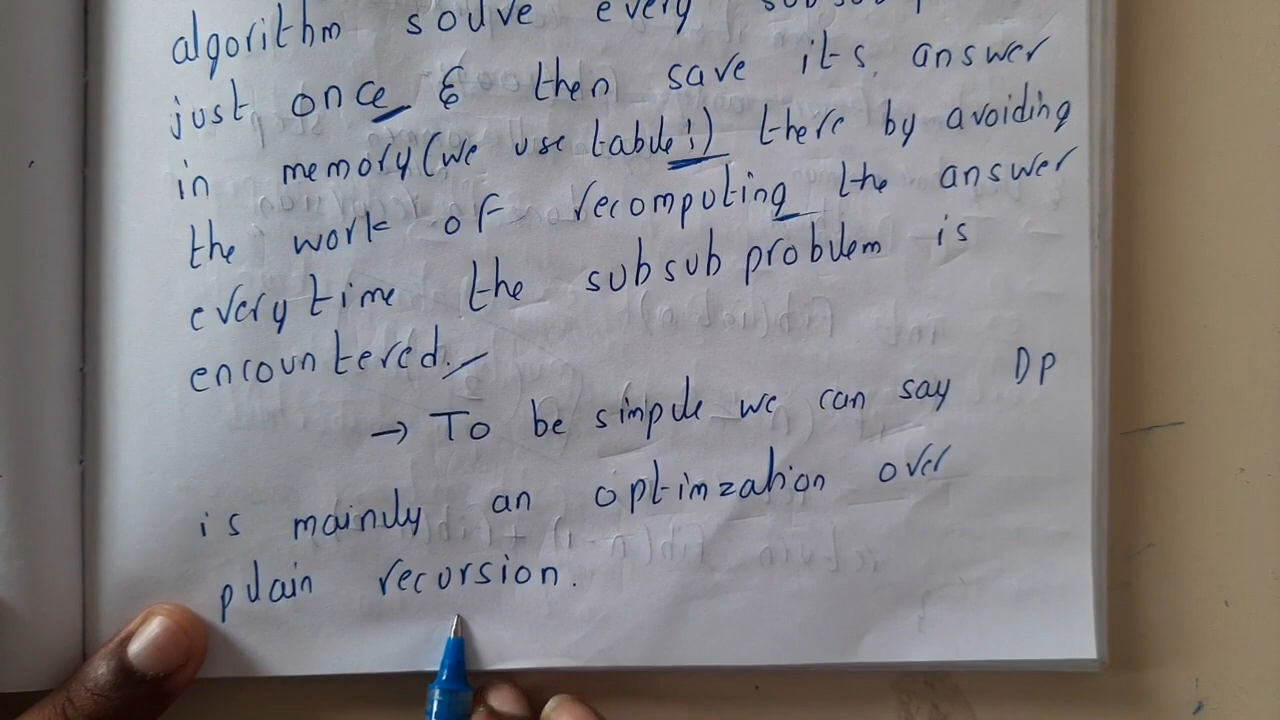 algorithm soulve every
just once & then save its answer
in memory (we use table!) there by avoiding
the work of recomputing the answer
every time the subsub problem is
encountered.
→ To be simple we can say DP
is mainly an optimzation over
plain recursion.